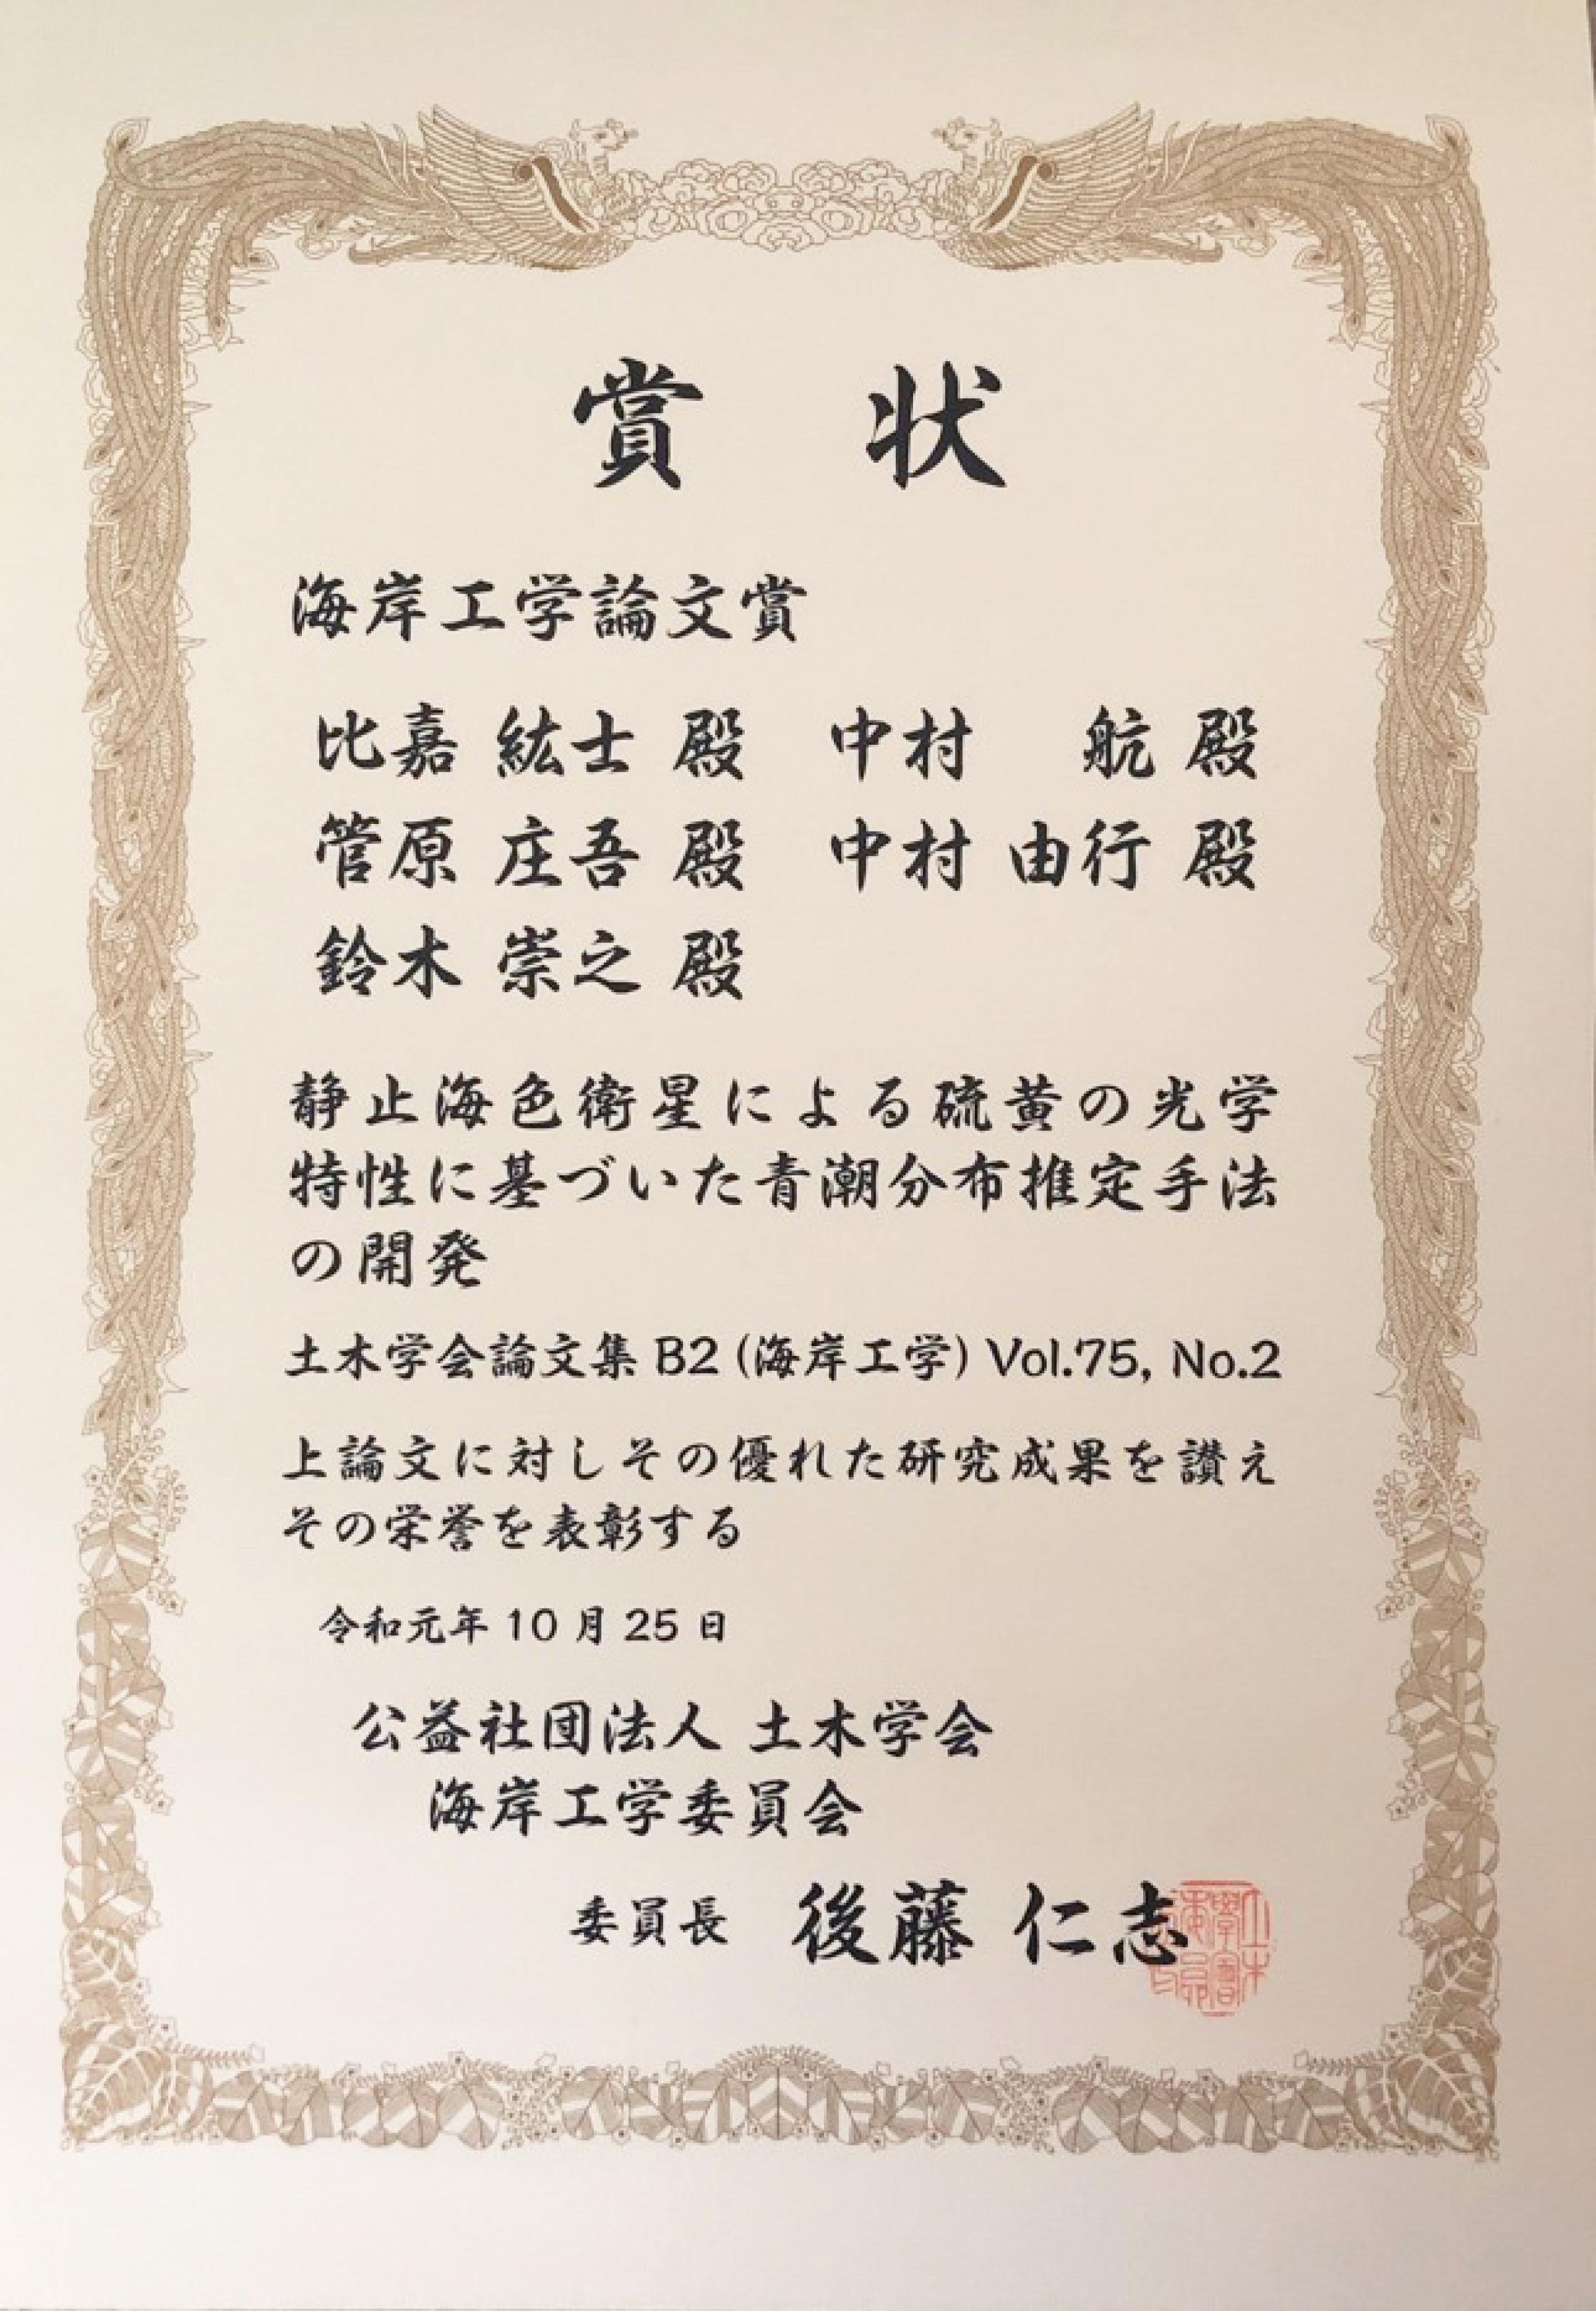 賞 状
海岸工学論文賞
比嘉 紘士 殿 中村 航 殿
管原 庄吾 殿 中村 由行 殿
鈴木 崇之 殿
静止海色衛星による硫黄の光学
特性に基づいた青潮分布推定手法
の開発
土木学会論文集 B2 (海岸工学) Vol.75, No.2
上論文に対しその優れた研究成果を讃え
その栄誉を表彰する
令和元年 10 月 25 日
公益社団法人 土木学会
海岸工学委員会
委員長 後藤 仁志